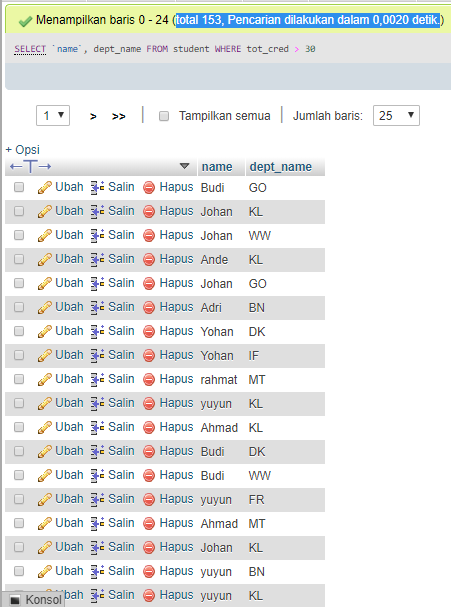 Menampilkan baris 0 - 24 (total 153, Pencarian dilakukan dalam 0,0020 detik.)
SELECT `name`, dept_name FROM student WHERE tot_cred > 30
1 > >> | Tampilkan semua | Jumlah baris: 25
+ Opsi
←T→ name dept_name
Ubah Salin Hapus Budi GO
Ubah Salin Hapus Johan KL
Ubah Salin Hapus Johan WW
Ubah Salin Hapus Ande KL
Ubah Salin Hapus Johan GO
Ubah Salin Hapus Adri BN
Ubah Salin Hapus Yohan DK
Ubah Salin Hapus Yohan IF
Ubah Salin Hapus rahmat MT
Ubah Salin Hapus yuyun KL
Ubah Salin Hapus Ahmad KL
Ubah Salin Hapus Budi DK
Ubah Salin Hapus Budi WW
Ubah Salin Hapus yuyun FR
Ubah Salin Hapus Ahmad MT
Ubah Salin Hapus Johan KL
Ubah Salin Hapus yuyun BN
Ubah Salin Hapus yuyun KL
Konsol